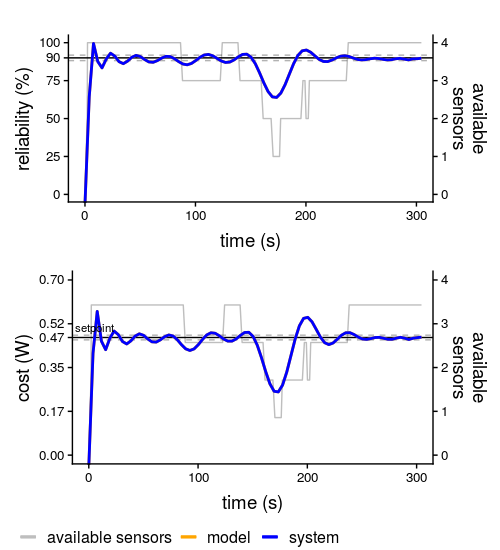 100
90
75
50
25
0
reliability (%)
4
3
2
1
0
available
sensors
0
100
200
300
time (s)
0.70
0.52
0.47
0.35
0.17
0.00
cost (W)
setpoint
4
3
2
1
0
available
sensors
0
100
200
300
time (s)
available sensors
model
system